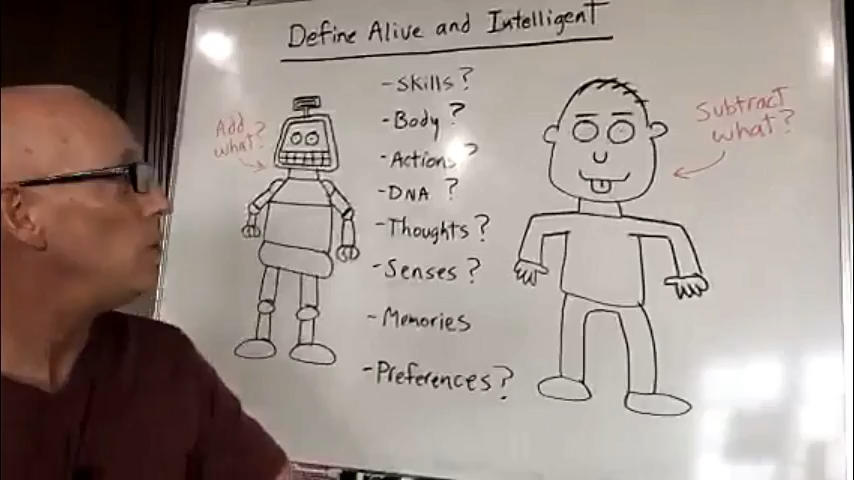 Define Alive and Intelligent
Add
what?
- Skills?
- Body?
- Actions?
- DNA ?
- Thoughts?
- Senses?
- Memories
- Preferences?
Subtract
what?